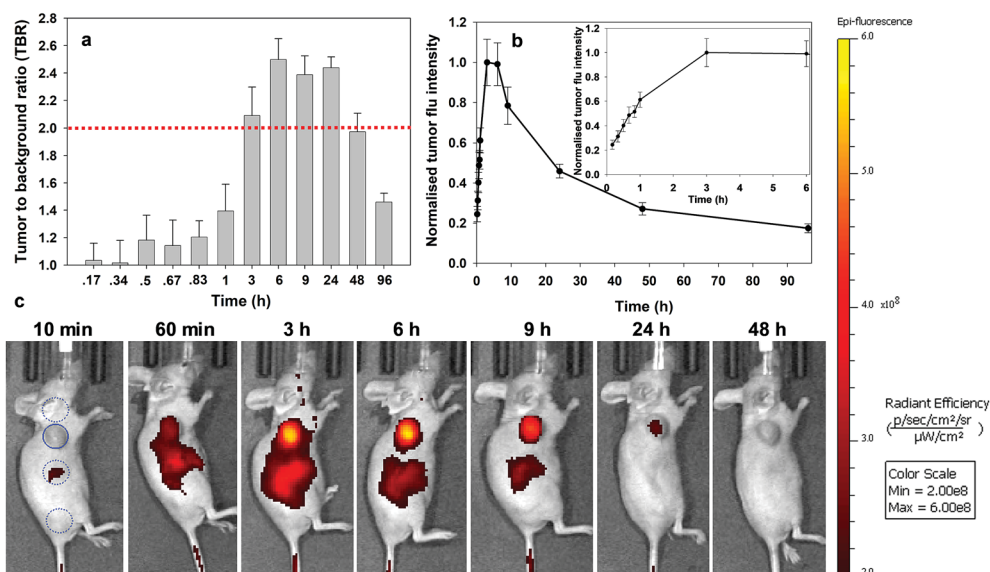 a
Tumor to background ratio (TBR)
2.8
2.6
2.4
2.2
2.0
1.8
1.6
1.4
1.2
1.0
.17 .34 .5 .67 .83 1 3 6 9 24 48 96
Time (h)
b
Normalised tumor flu intensity
1.2
1.0
0.8
0.6
0.4
0.2
0.0
0 10 20 30 40 50 60 70 80 90
Time (h)
Normalised tumor flu intensity
1.2
1.0
0.8
0.6
0.4
0.2
0.0
0 1 2 3 4 5 6
Time (h)
c
10 min 60 min 3 h 6 h 9 h 24 h 48 h
Epi-fluorescence
6.0
5.0
4.0 x10⁸
3.0
2.0
Radiant Efficiency
(p/sec/cm²/sr
µW/cm²)
Color Scale
Min = 2.00e8
Max = 6.00e8